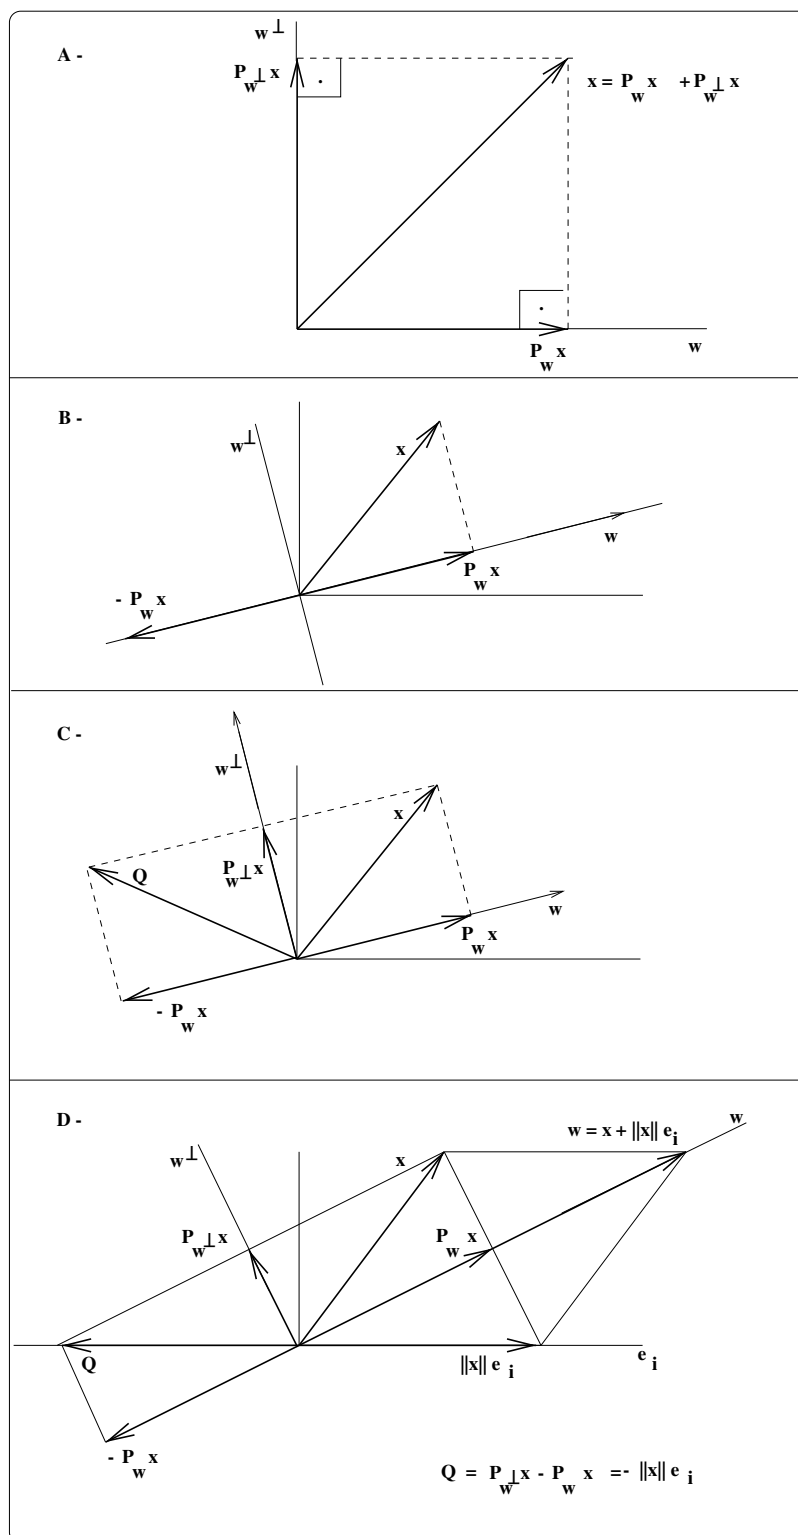 A -
w⊥
P_w⊥ x
x = P_w x + P_w⊥ x
P_w x
w
B -
w⊥
x
w
P_w x
- P_w x
C -
w⊥
x
P_w⊥ x
Q
w
P_w x
- P_w x
D -
w = x + ||x|| e_i
w
w⊥
x
P_w⊥ x
P_w x
Q
||x|| e_i
e_i
- P_w x
Q = P_w⊥ x - P_w x = - ||x|| e_i